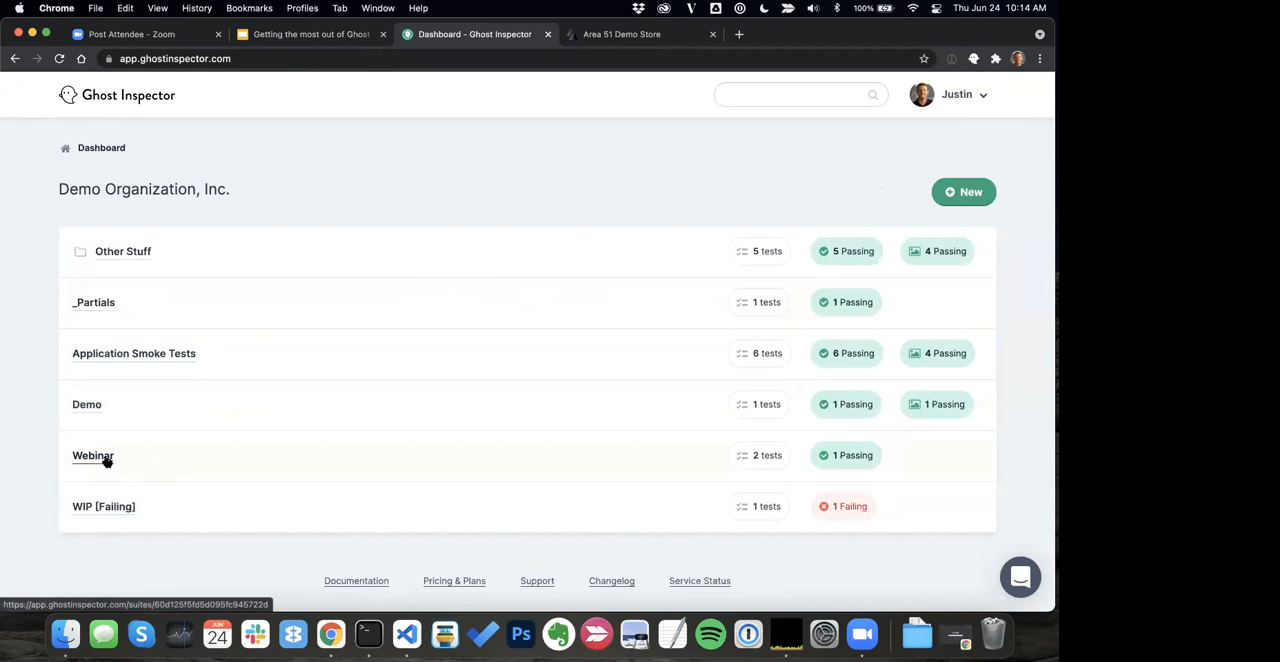 Chrome File Edit View History Bookmarks Profiles Tab Window Help 100% Thu Jun 24 10:14 AM
Post Attendee - Zoom Getting the most out of Ghost Dashboard - Ghost Inspector Area 51 Demo Store
app.ghostinspector.com
Ghost Inspector Justin
Dashboard
Demo Organization, Inc. New
Other Stuff 5 tests 5 Passing 4 Passing
_Partials 1 tests 1 Passing
Application Smoke Tests 6 tests 6 Passing 4 Passing
Demo 1 tests 1 Passing 1 Passing
Webinar 2 tests 1 Passing
WIP [Failing] 1 tests 1 Failing
Documentation Pricing & Plans Support Changelog Service Status
https://app.ghostinspector.com/suites/60d125f5fd5d095fc945722d
JUN
24
Ps